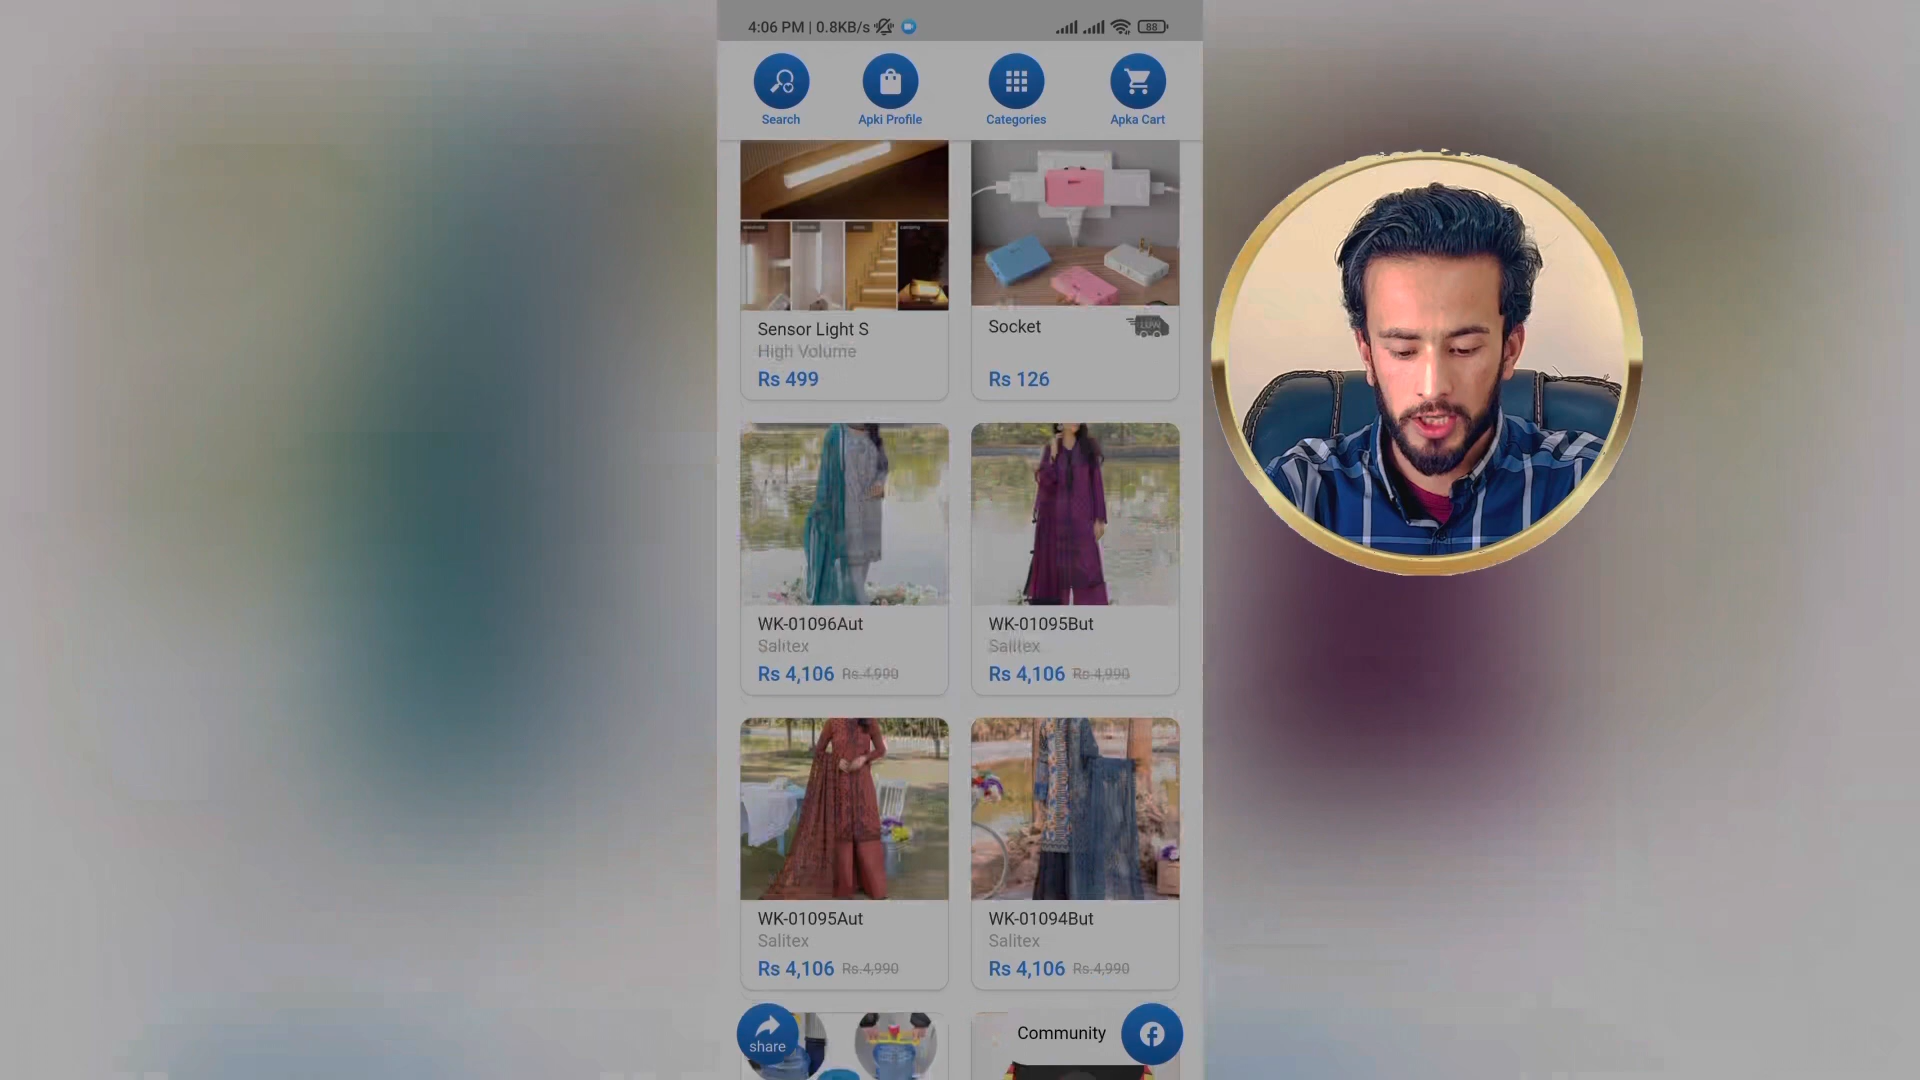 4:06 PM | 0.8KB/s
88
Search
Apki Profile
Categories
Apka Cart
Sensor Light S
High Volume
Rs 499
Socket
Rs 126
WK-01096Aut
Salitex
Rs 4,106 Rs.4,990
WK-01095But
Salitex
Rs 4,106 Rs.4,990
WK-01095Aut
Salitex
Rs 4,106 Rs.4,990
WK-01094But
Salitex
Rs 4,106 Rs.4,990
share
Community